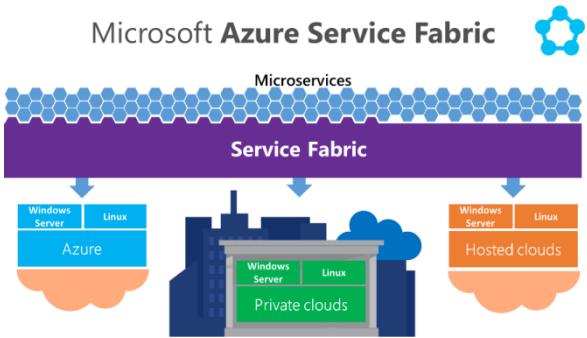 Microsoft Azure Service Fabric
Microservices
Service Fabric
Windows
Server
Linux
Azure
Windows
Server
Linux
Private clouds
Windows
Server
Linux
Hosted clouds